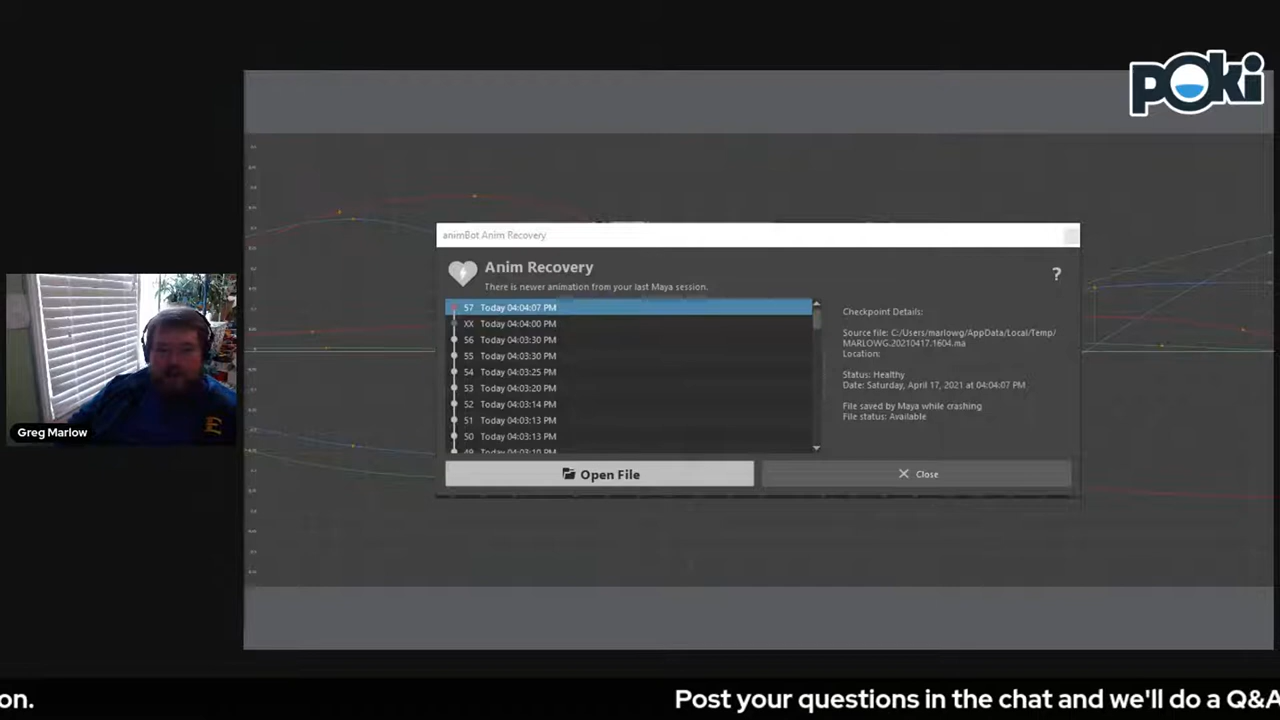 poki
animBot Anim Recovery
Anim Recovery
There is newer animation from your last Maya session.
?
57 Today 04:04:07 PM
XX Today 04:04:00 PM
56 Today 04:03:30 PM
55 Today 04:03:30 PM
54 Today 04:03:25 PM
53 Today 04:03:20 PM
52 Today 04:03:14 PM
51 Today 04:03:13 PM
50 Today 04:03:13 PM
49 Today 04:03:10 PM
Checkpoint Details:
Source file: C:/Users/marlowg/AppData/Local/Temp/
MARLOWG.20210417.1604.ma
Location:
Status: Healthy
Date: Saturday, April 17, 2021 at 04:04:07 PM
File saved by Maya while crashing
File status: Available
Open File
Close
Greg Marlow
on.
Post your questions in the chat and we'll do a Q&A